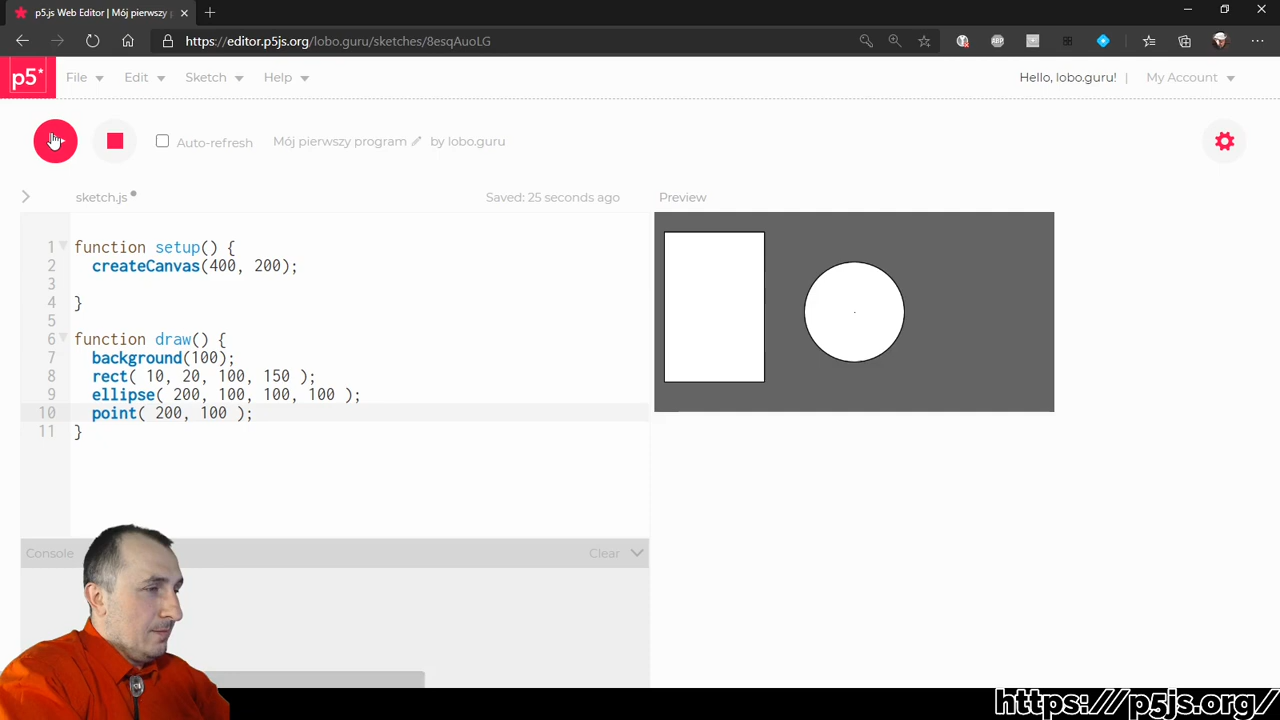 p5.js Web Editor | Mój pierwszy p
https://editor.p5js.org/lobo.guru/sketches/8esqAuoLG
ABP
p5*
File
Edit
Sketch
Help
Hello, lobo.guru! |
My Account
Auto-refresh
Mój pierwszy program
by lobo.guru
sketch.js
Saved: 25 seconds ago
Preview
1 function setup() {
2 createCanvas(400, 200);
3
4 }
5
6 function draw() {
7 background(100);
8 rect( 10, 20, 100, 150 );
9 ellipse( 200, 100, 100, 100 );
10 point( 200, 100 );
11 }
Console
Clear
https://p5js.org/